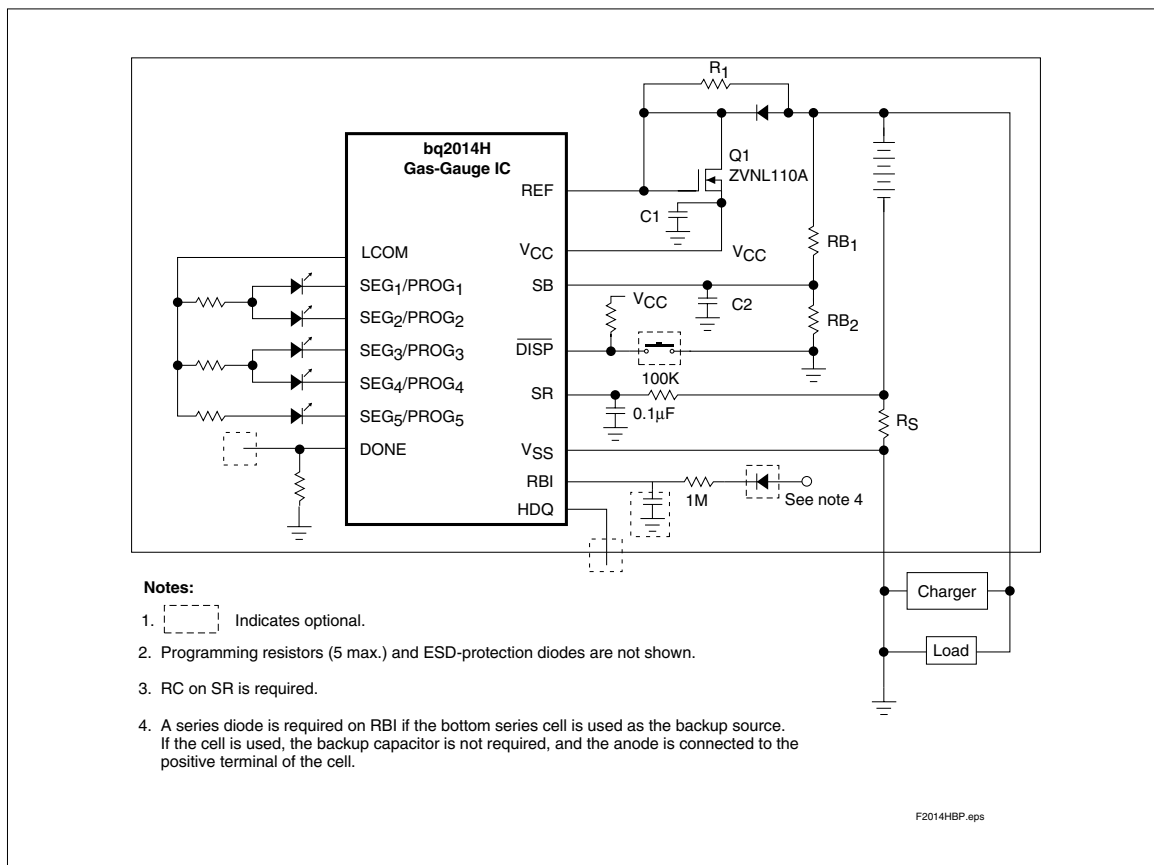 R1
bq2014H
Gas-Gauge IC
Q1
ZVNL110A
REF
C1
VCC
VCC
RB1
LCOM
SEG1/PROG1
SB
C2
SEG2/PROG2
VCC
RB2
SEG3/PROG3
DISP
SEG4/PROG4
100K
SEG5/PROG5
SR
0.1µF
RS
DONE
VSS
RBI
1M
See note 4
HDQ
Notes:
1. Indicates optional.
2. Programming resistors (5 max.) and ESD-protection diodes are not shown.
3. RC on SR is required.
4. A series diode is required on RBI if the bottom series cell is used as the backup source.
If the cell is used, the backup capacitor is not required, and the anode is connected to the
positive terminal of the cell.
Charger
Load
F2014HBP.eps